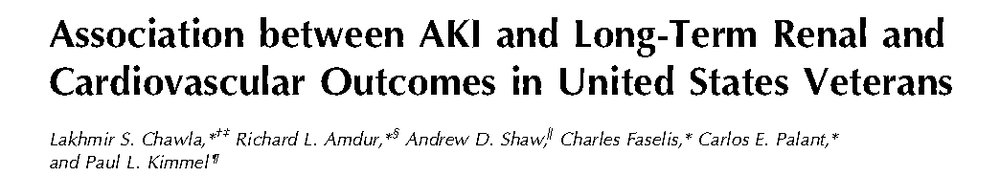 Association between AKI and Long-Term Renal and
Cardiovascular Outcomes in United States Veterans
Lakhmir S. Chawla,*†‡ Richard L. Amdur,*§ Andrew D. Shaw,‖ Charles Faselis,* Carlos E. Palant,*
and Paul L. Kimmel¶